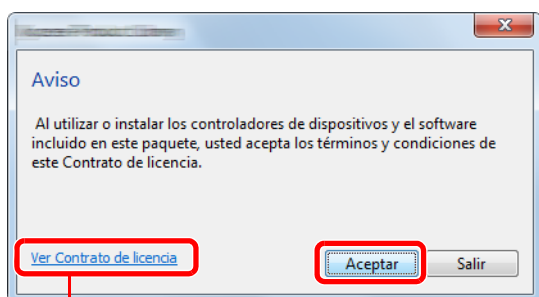 Aviso
Al utilizar o instalar los controladores de dispositivos y el software
incluido en este paquete, usted acepta los términos y condiciones de
este Contrato de licencia.
Ver Contrato de licencia
Aceptar
Salir